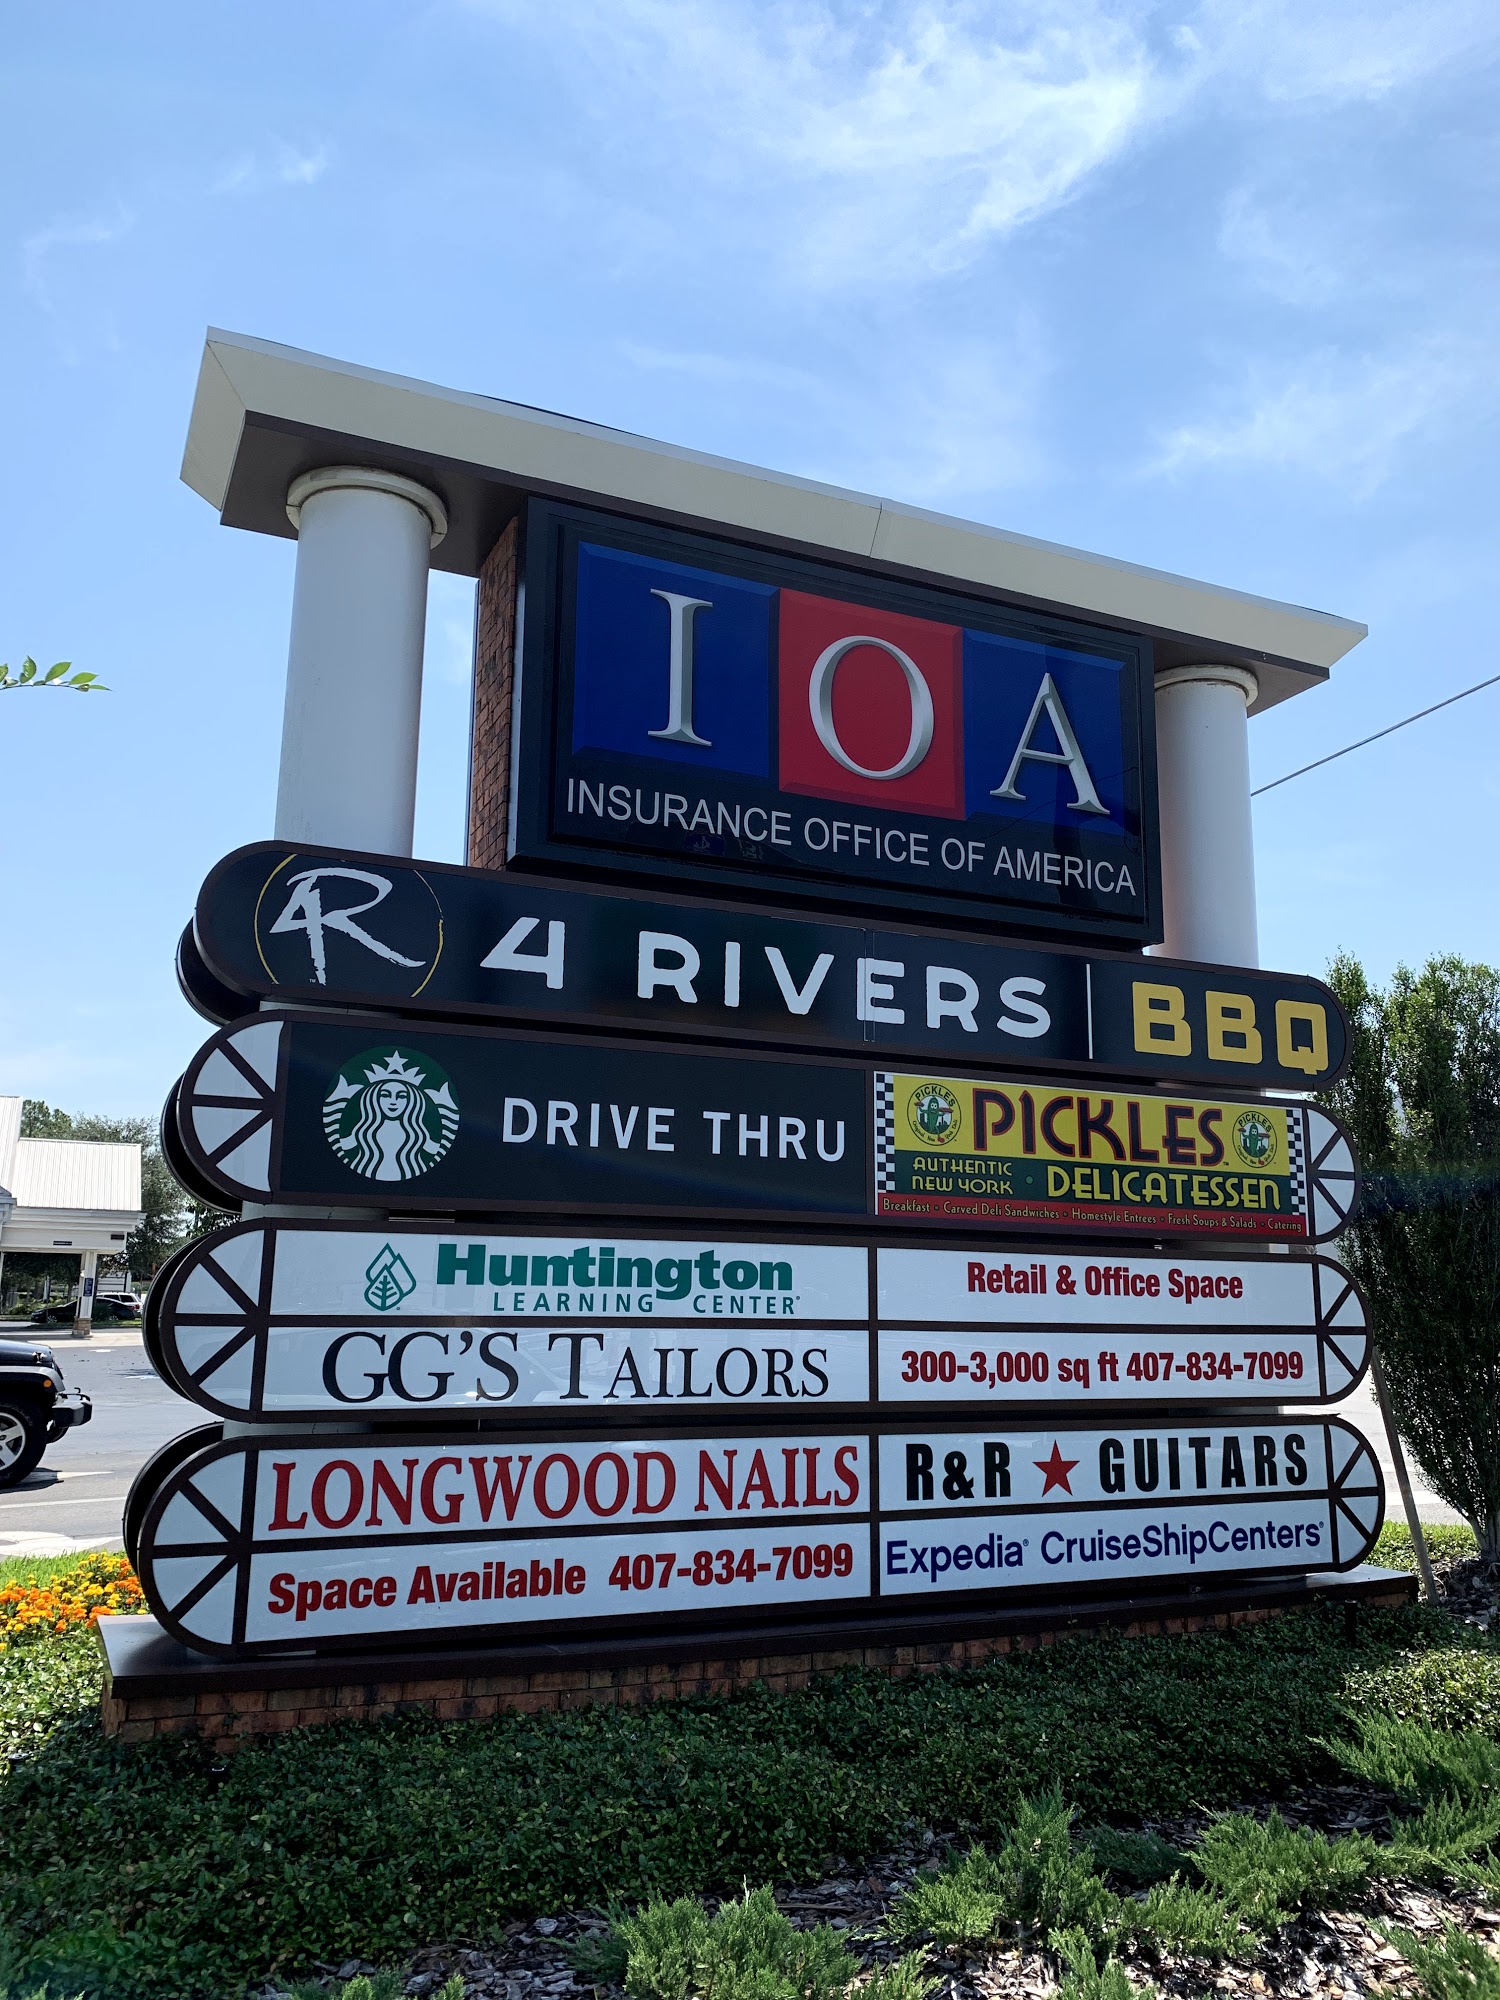 I O A
INSURANCE OFFICE OF AMERICA
4R 4 RIVERS | BBQ
DRIVE THRU
PICKLES PICKLES™ PICKLES
AUTHENTIC
NEW YORK • DELICATESSEN
Breakfast • Carved Deli Sandwiches • Homestyle Entrees • Fresh Soups & Salads • Catering
Huntington
LEARNING CENTER®
Retail & Office Space
GG'S TAILORS
300-3,000 sq ft 407-834-7099
LONGWOOD NAILS
R&R ★ GUITARS
Space Available 407-834-7099
Expedia® CruiseShipCenters®